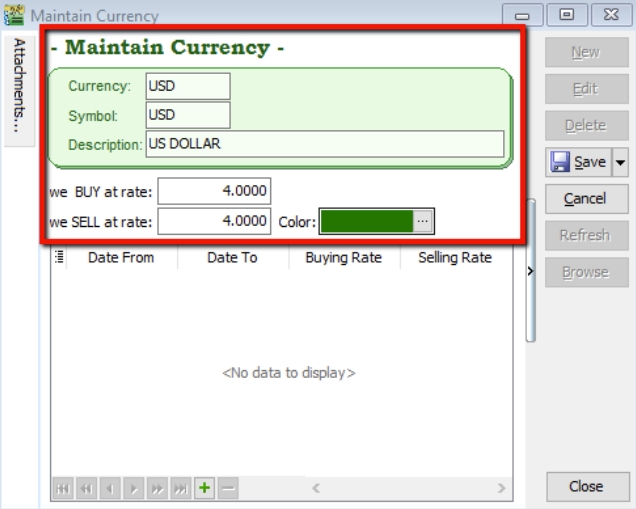 Maintain Currency
Attachments...
- Maintain Currency -
Currency: USD
Symbol: USD
Description: US DOLLAR
we BUY at rate: 4.0000
we SELL at rate: 4.0000 Color: ...
Date From Date To Buying Rate Selling Rate
<No data to display>
New
Edit
Delete
Save
Cancel
Refresh
Browse
Close